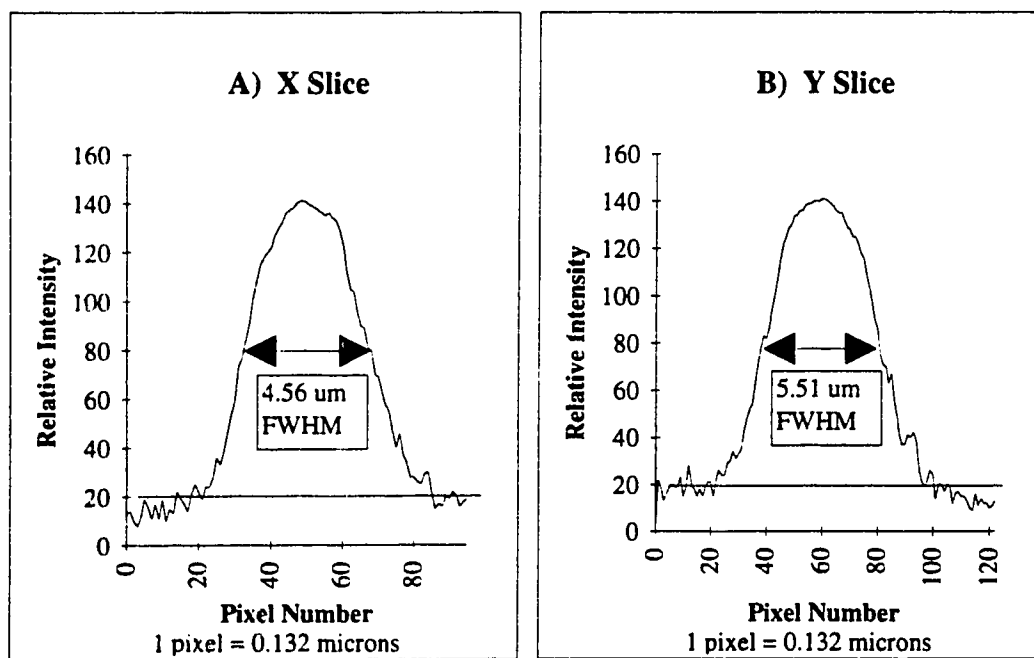 A) X Slice
Relative Intensity
160
140
120
100
80
60
40
20
0
4.56 um
FWHM
0
20
40
60
80
Pixel Number
1 pixel = 0.132 microns
B) Y Slice
Relative Intensity
160
140
120
100
80
60
40
20
0
5.51 um
FWHM
0
20
40
60
80
100
120
Pixel Number
1 pixel = 0.132 microns